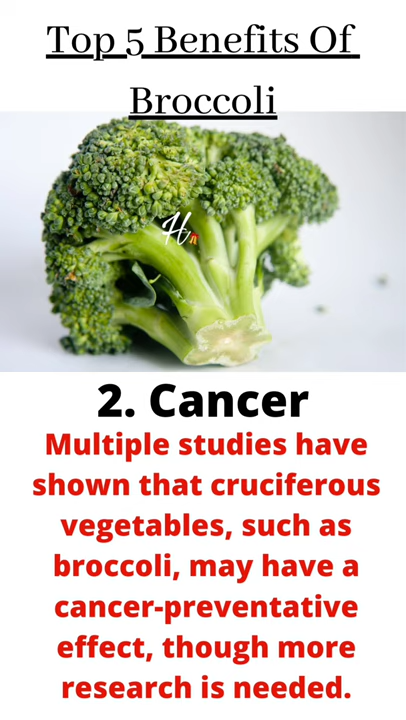 Top 5 Benefits Of
Broccoli
H
2. Cancer
Multiple studies have
shown that cruciferous
vegetables, such as
broccoli, may have a
cancer-preventative
effect, though more
research is needed.